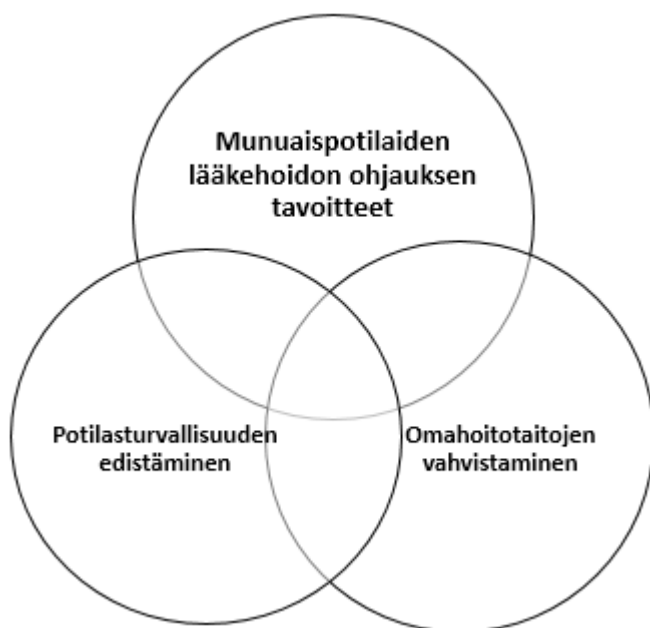 Munuaispotilaiden
lääkehoidon ohjauksen
tavoitteet
Potilasturvallisuuden
edistäminen
Omahoitotaitojen
vahvistaminen